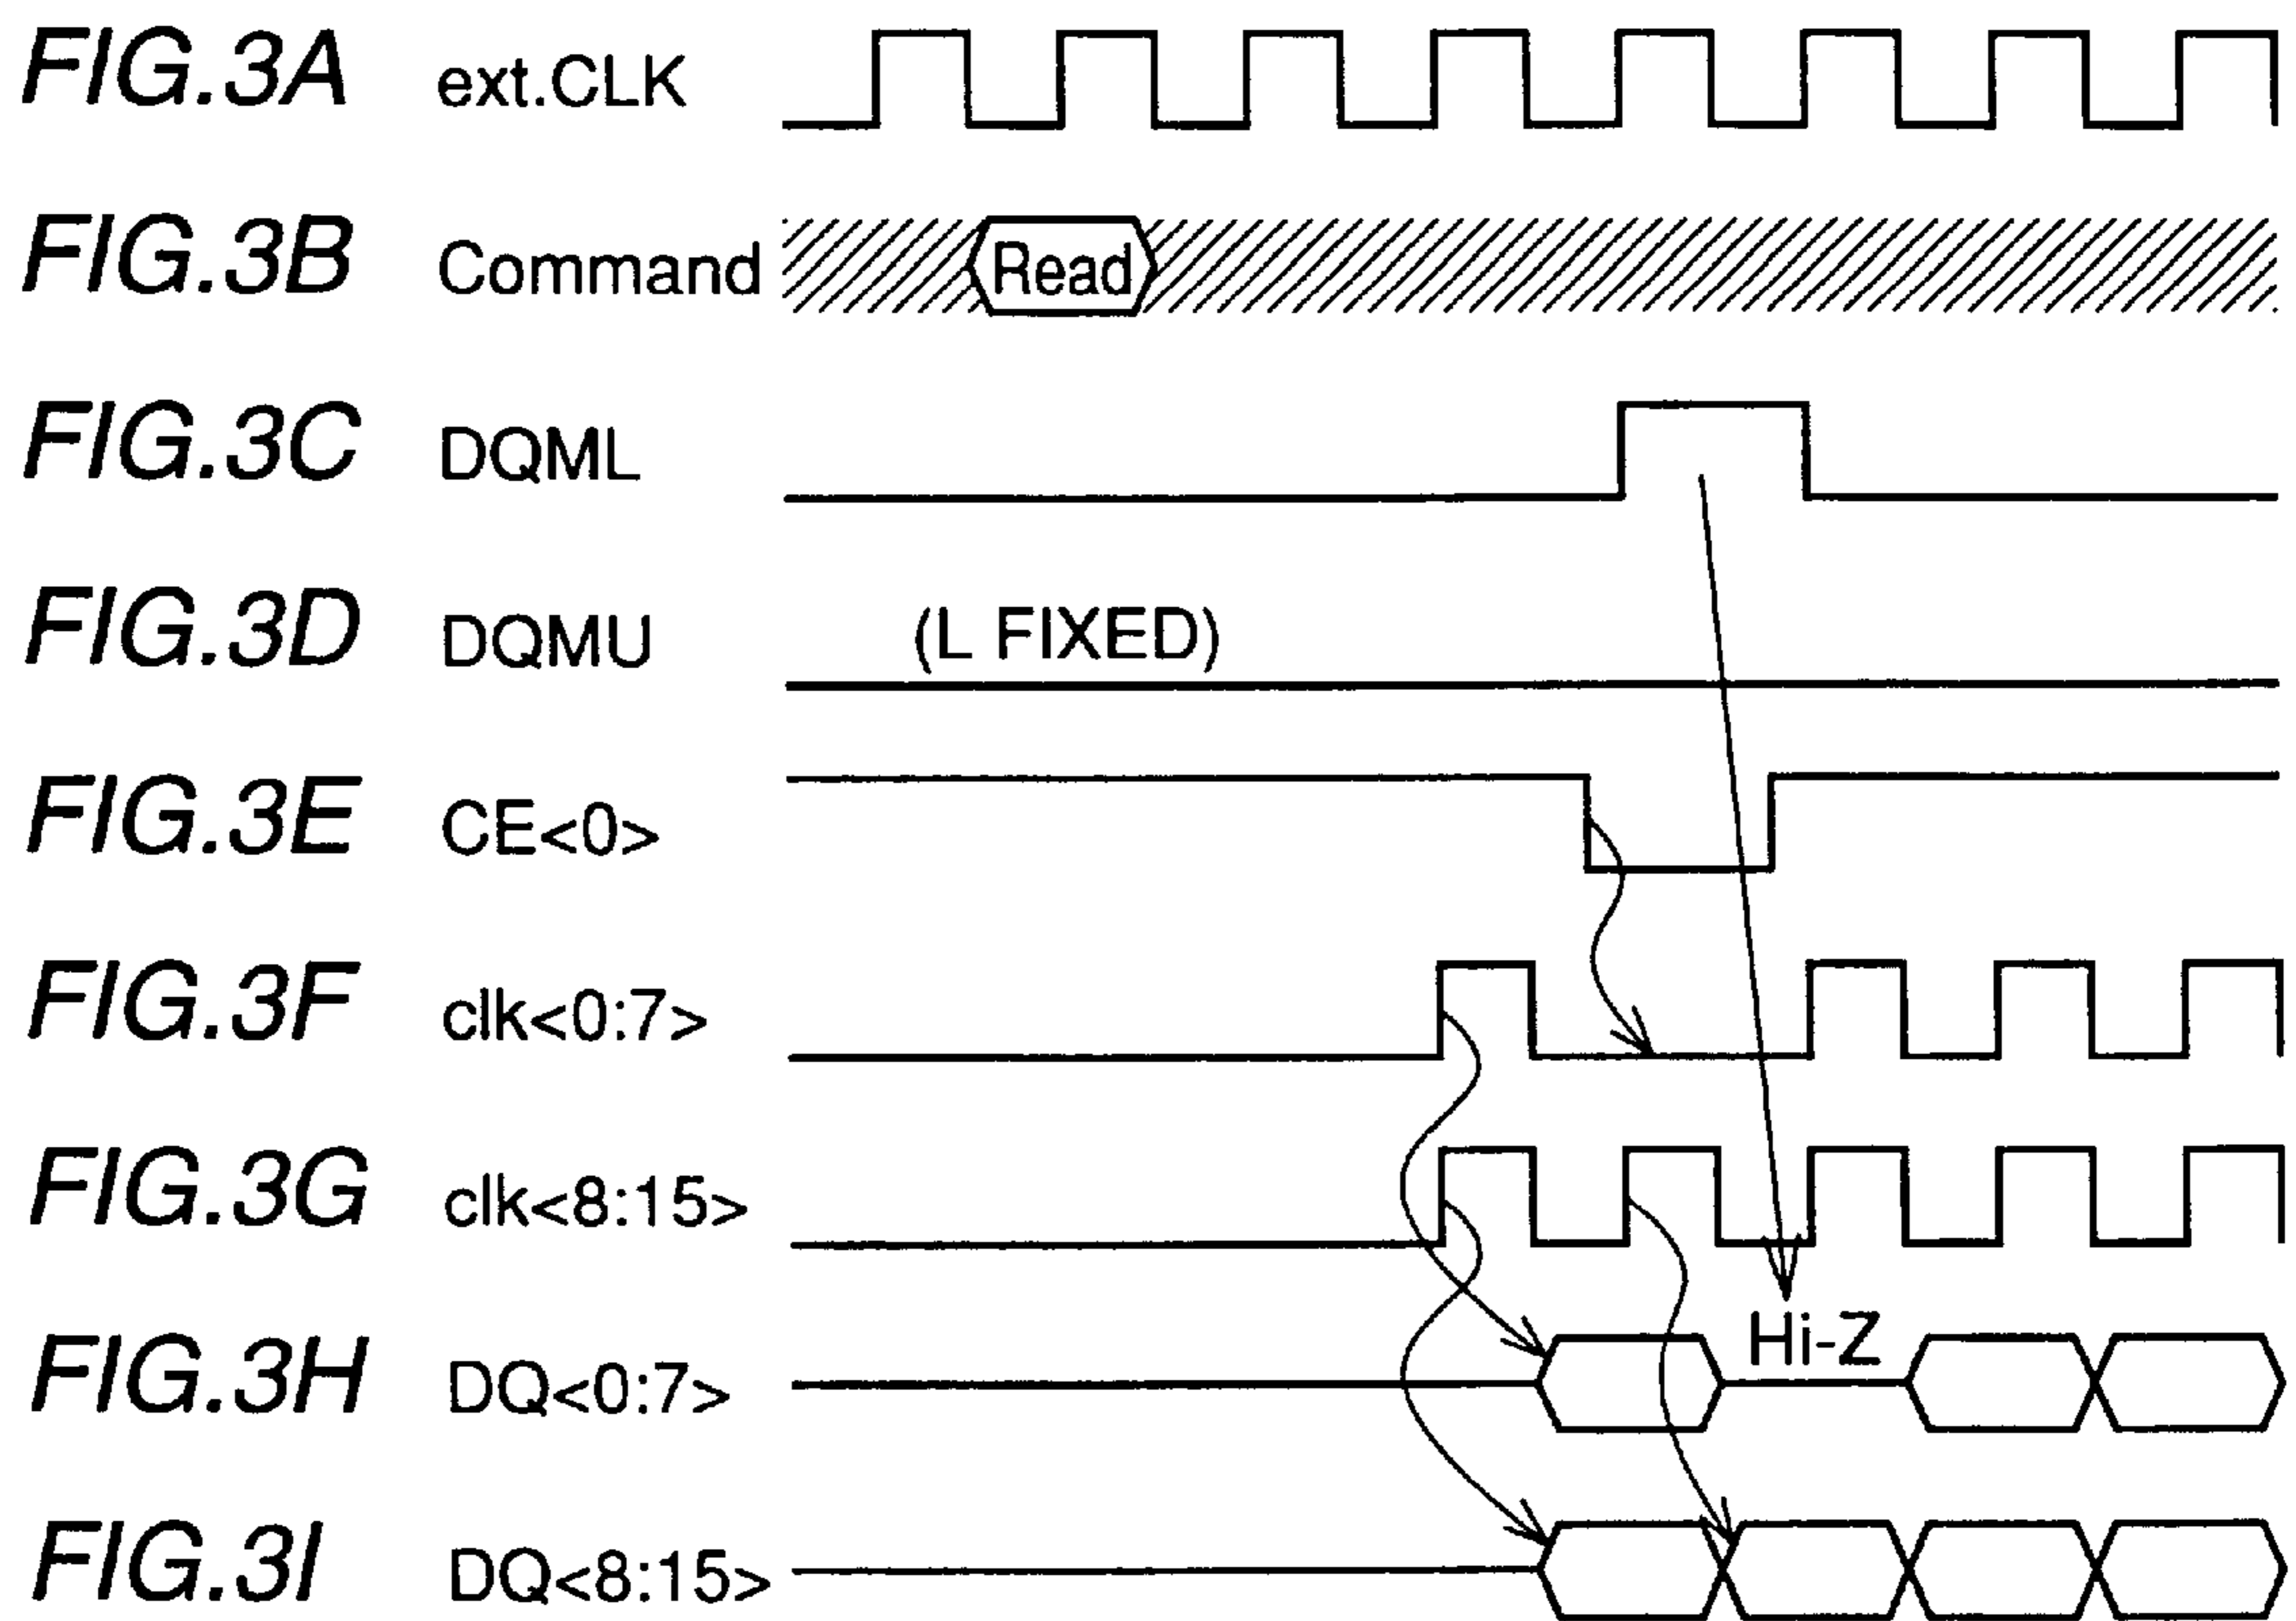 FIG.3A ext.CLK
FIG.3B Command Read
FIG.3C DQML
FIG.3D DQMU (L FIXED)
FIG.3E CE<0>
FIG.3F clk<0:7>
FIG.3G clk<8:15>
FIG.3H DQ<0:7> Hi-Z
FIG.3I DQ<8:15>